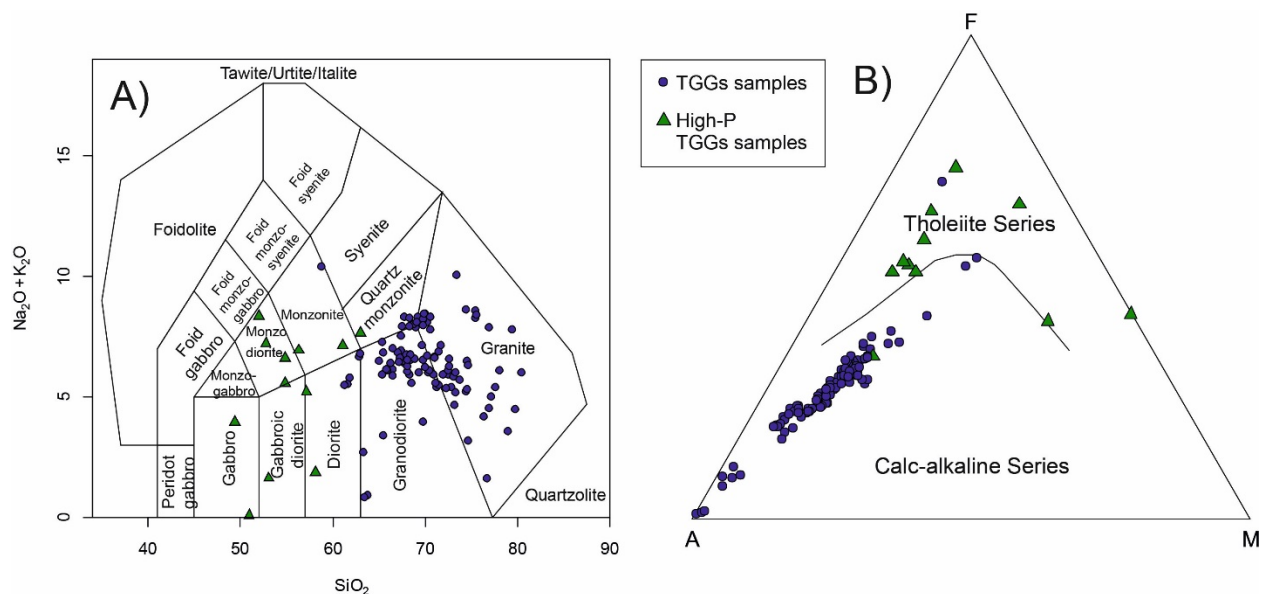 A)
Tawite/Urtite/Italite
Foidolite
Foid
syenite
Foid
monzo-
syenite
Foid
monzo-
gabbro
Foid
gabbro
Syenite
Quartz
monzonite
Monzonite
Monzo
diorite
Monzo-
gabbro
Granite
Peridot
gabbro
Gabbro
Gabbroic
diorite
Diorite
Granodiorite
Quartzolite
15
10
5
0
Na₂O + K₂O
40
50
60
70
80
90
SiO₂
TGGs samples
High-P
TGGs samples
B)
F
Tholeiite Series
Calc-alkaline Series
A
M